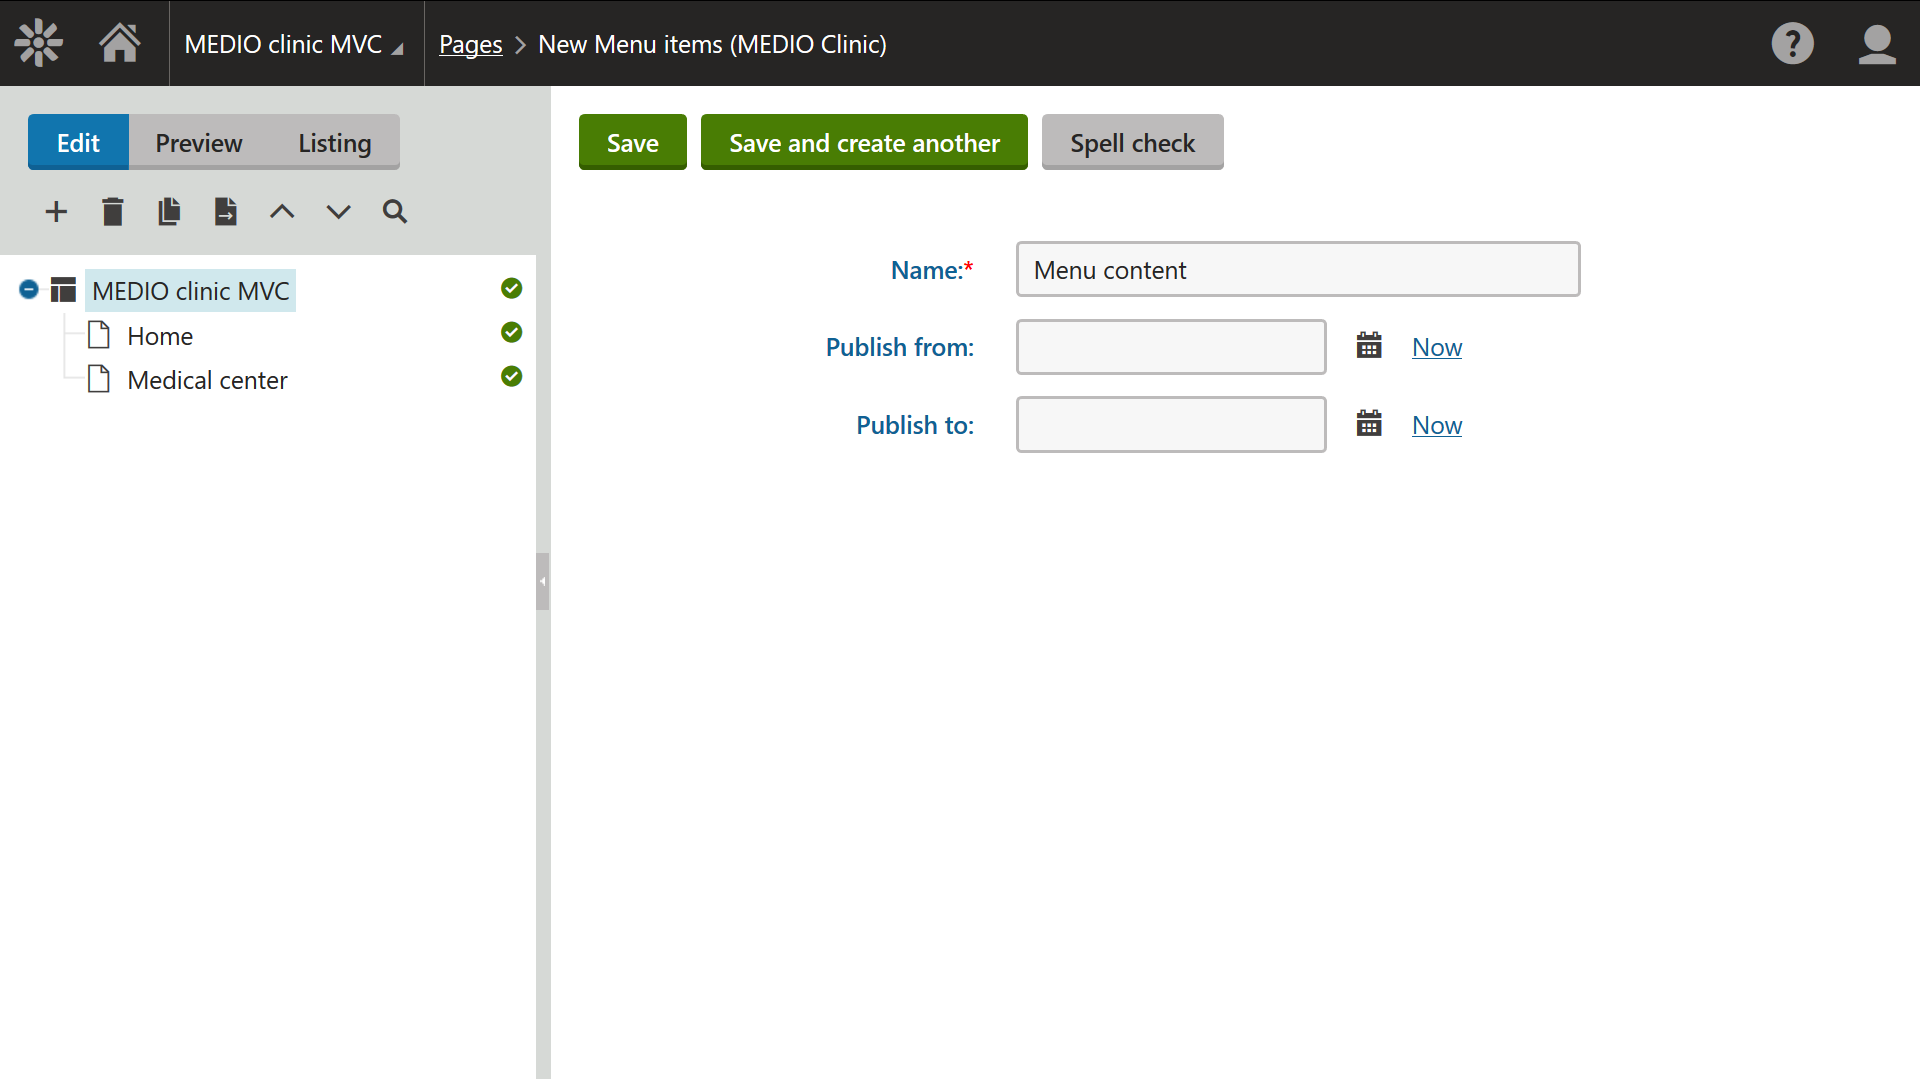 MEDIO clinic MVC
Pages > New Menu items (MEDIO Clinic)
?
Edit
Preview
Listing
Save
Save and create another
Spell check
MEDIO clinic MVC
Home
Medical center
Name:*
Menu content
Publish from:
Now
Publish to:
Now